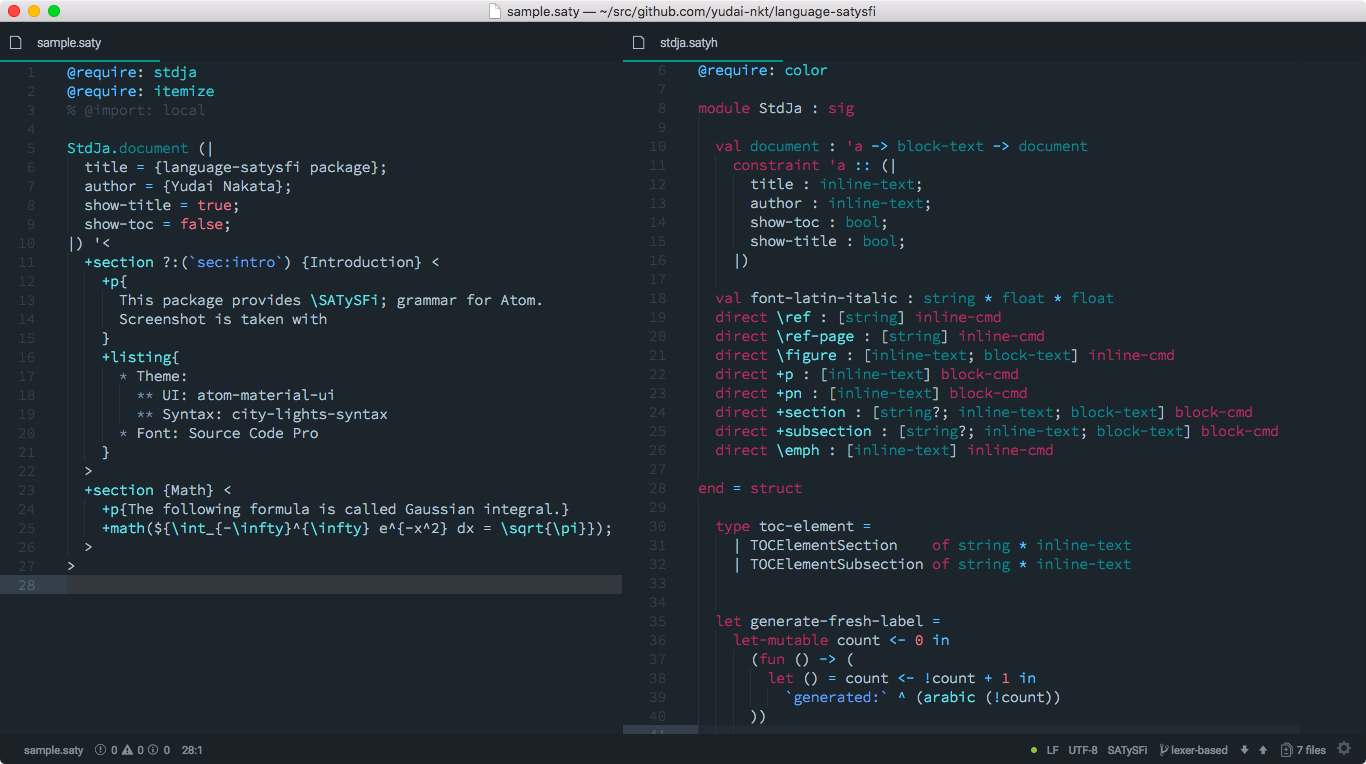 sample.saty — ~/src/github.com/yudai-nkt/language-satysfi
sample.saty
1 @require: stdja
2 @require: itemize
3 % @import: local
4
5 StdJa.document (|
6 title = {language-satysfi package};
7 author = {Yudai Nakata};
8 show-title = true;
9 show-toc = false;
10 |) '<
11 +section ?:(`sec:intro`) {Introduction} <
12 +p{
13 This package provides \SATySFi; grammar for Atom.
14 Screenshot is taken with
15 }
16 +listing{
17 * Theme:
18 ** UI: atom-material-ui
19 ** Syntax: city-lights-syntax
20 * Font: Source Code Pro
21 }
22 >
23 +section {Math} <
24 +p{The following formula is called Gaussian integral.}
25 +math(${\int_{-\infty}^{\infty} e^{-x^2} dx = \sqrt{\pi}});
26 >
27 >
28
stdja.satyh
6 @require: color
7
8 module StdJa : sig
9
10 val document : 'a -> block-text -> document
11 constraint 'a :: (|
12 title : inline-text;
13 author : inline-text;
14 show-toc : bool;
15 show-title : bool;
16 |)
17
18 val font-latin-italic : string * float * float
19 direct \ref : [string] inline-cmd
20 direct \ref-page : [string] inline-cmd
21 direct \figure : [inline-text; block-text] inline-cmd
22 direct +p : [inline-text] block-cmd
23 direct +pn : [inline-text] block-cmd
24 direct +section : [string?; inline-text; block-text] block-cmd
25 direct +subsection : [string?; inline-text; block-text] block-cmd
26 direct \emph : [inline-text] inline-cmd
27
28 end = struct
29
30 type toc-element =
31 | TOCElementSection of string * inline-text
32 | TOCElementSubsection of string * inline-text
33
34
35 let generate-fresh-label =
36 let-mutable count <- 0 in
37 (fun () -> (
38 let () = count <- !count + 1 in
39 `generated:` ^ (arabic (!count))
40 ))
41
sample.saty 0 0 0 28:1 LF UTF-8 SATySFi lexer-based 7 files